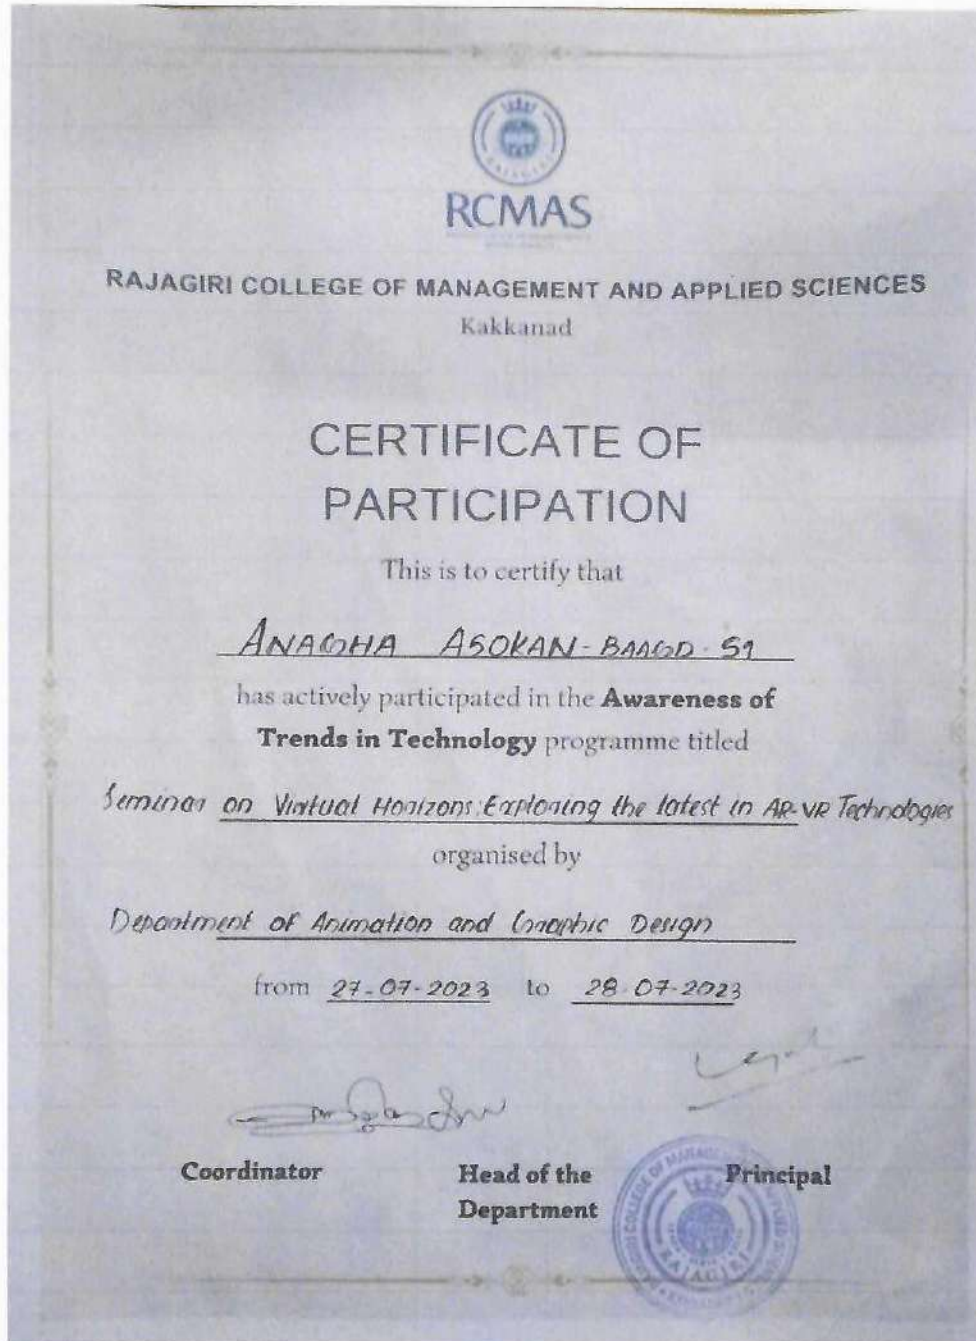 RAJAGIRI
RCMAS
RAJAGIRI COLLEGE OF MANAGEMENT AND APPLIED SCIENCES
Kakkanad
CERTIFICATE OF
PARTICIPATION
This is to certify that
ANAGHA ASOKAN - BAAGD - S1
has actively participated in the Awareness of
Trends in Technology programme titled
Seminar on Virtual Horizons: Exploring the latest in AR-VR Technologies
organised by
Department of Animation and Graphic Design
from 27-07-2023 to 28-07-2023
Coordinator Head of the Principal
Department
RAJAGIRI